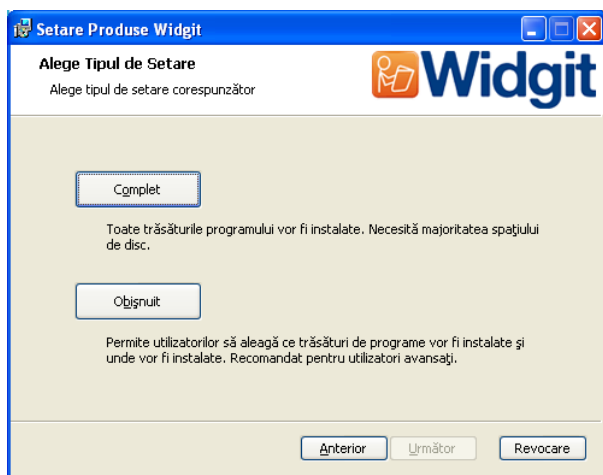 Setare Produse Widgit
Alege Tipul de Setare
Alege tipul de setare corespunzător
Widgit
Complet
Toate trăsăturile programului vor fi instalate. Necesită majoritatea spaţiului
de disc.
Obişnuit
Permite utilizatorilor să aleagă ce trăsături de programe vor fi instalate şi
unde vor fi instalate. Recomandat pentru utilizatori avansaţi.
Anterior Următor Revocare